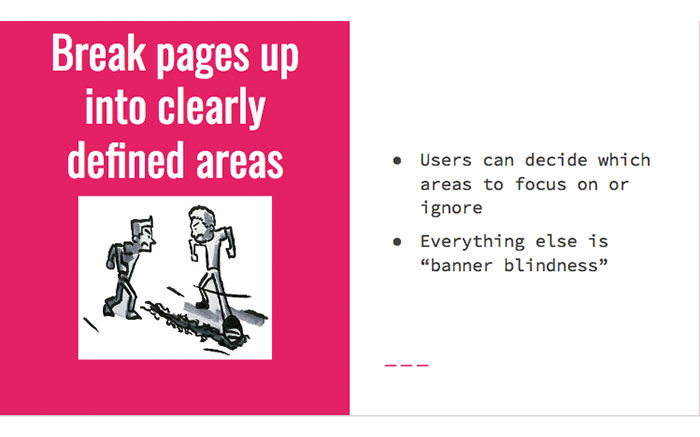 Break pages up
into clearly
defined areas
● Users can decide which
areas to focus on or
ignore
● Everything else is
“banner blindness”